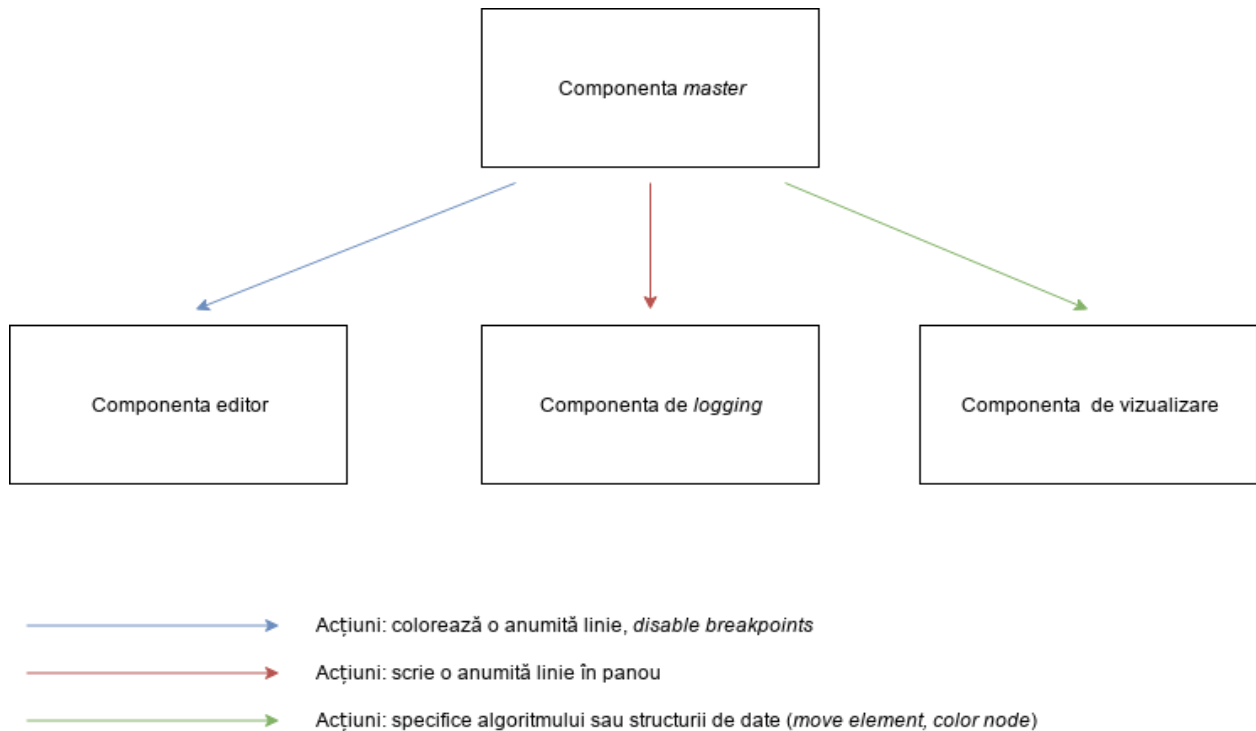 Componenta master
Componenta editor
Componenta de logging
Componenta de vizualizare
Acțiuni: colorează o anumită linie, disable breakpoints
Acțiuni: scrie o anumită linie în panou
Acțiuni: specifice algoritmului sau structurii de date (move element, color node)